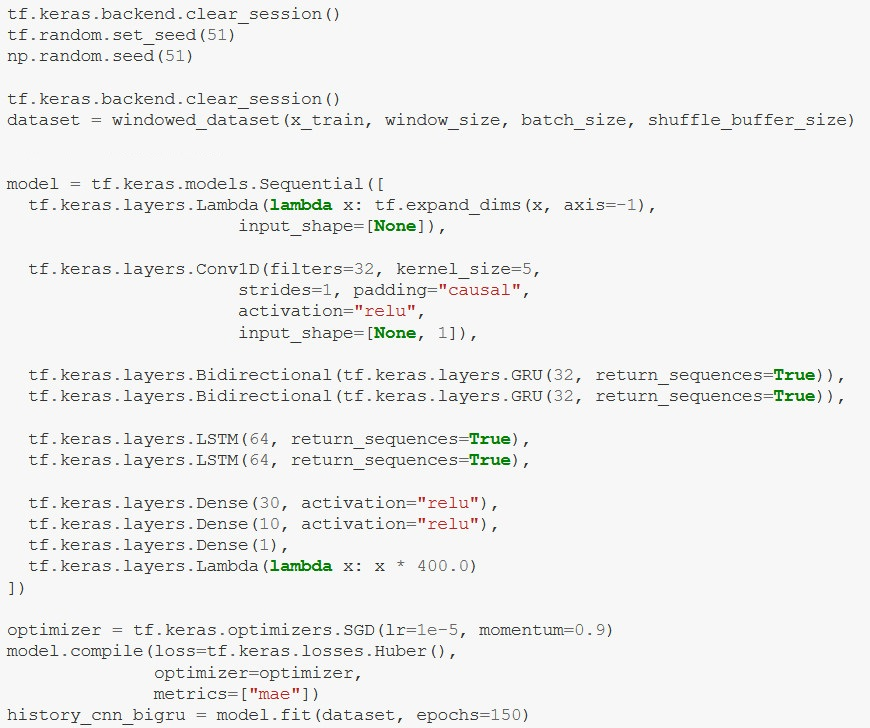 tf.keras.backend.clear_session()
tf.random.set_seed(51)
np.random.seed(51)
tf.keras.backend.clear_session()
dataset = windowed_dataset(x_train, window_size, batch_size, shuffle_buffer_size)
model = tf.keras.models.Sequential([
  tf.keras.layers.Lambda(lambda x: tf.expand_dims(x, axis=-1),
                      input_shape=[None]),
  tf.keras.layers.Conv1D(filters=32, kernel_size=5,
                      strides=1, padding="causal",
                      activation="relu",
                      input_shape=[None, 1]),
  tf.keras.layers.Bidirectional(tf.keras.layers.GRU(32, return_sequences=True)),
  tf.keras.layers.Bidirectional(tf.keras.layers.GRU(32, return_sequences=True)),
  tf.keras.layers.LSTM(64, return_sequences=True),
  tf.keras.layers.LSTM(64, return_sequences=True),
  tf.keras.layers.Dense(30, activation="relu"),
  tf.keras.layers.Dense(10, activation="relu"),
  tf.keras.layers.Dense(1),
  tf.keras.layers.Lambda(lambda x: x * 400.0)
])
optimizer = tf.keras.optimizers.SGD(lr=1e-5, momentum=0.9)
model.compile(loss=tf.keras.losses.Huber(),
              optimizer=optimizer,
              metrics=["mae"])
history_cnn_bigru = model.fit(dataset, epochs=150)